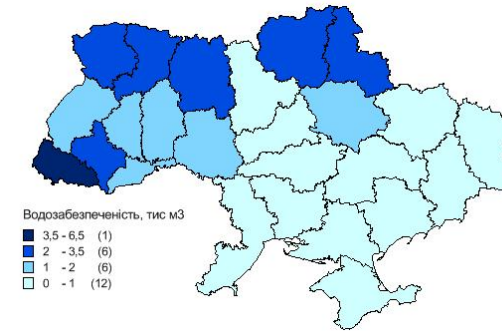 Водозабезпеченість, тис м3
3,5 - 6,5 (1)
2 - 3,5 (6)
1 - 2 (6)
0 - 1 (12)